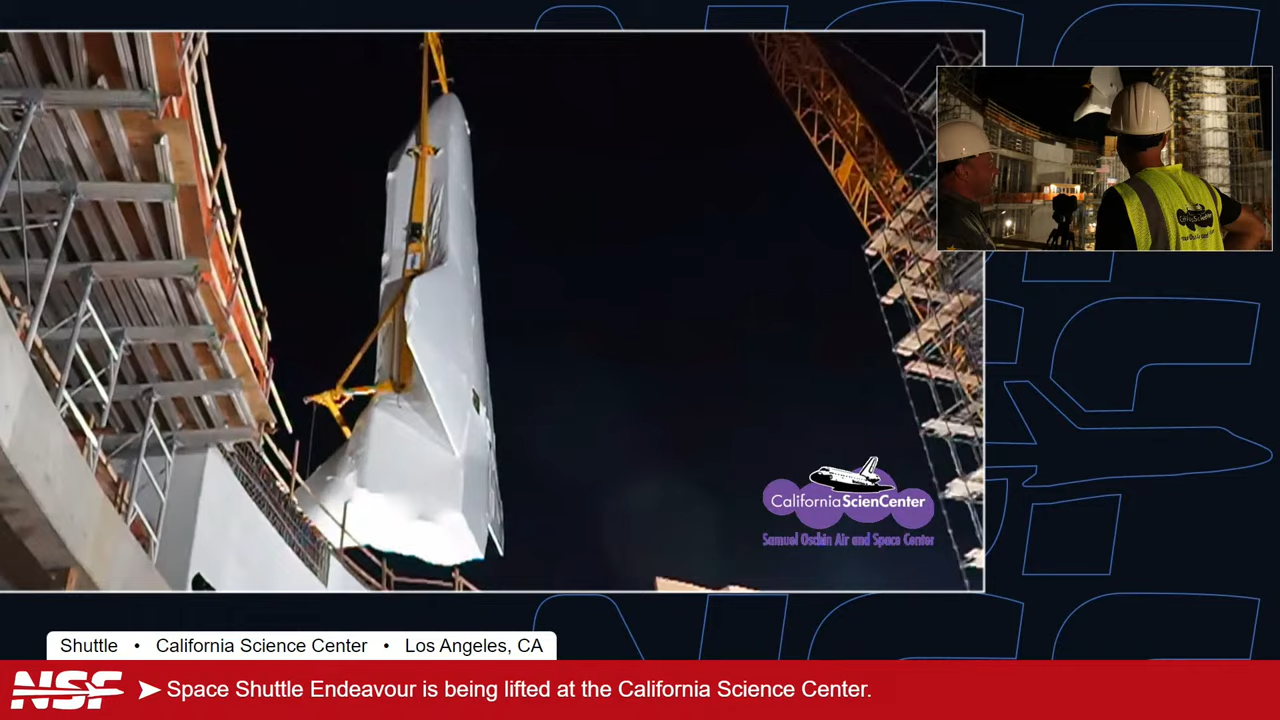 California ScienCenter
Samuel Oschin Air and Space Center
Shuttle • California Science Center • Los Angeles, CA
NSF
Space Shuttle Endeavour is being lifted at the California Science Center.